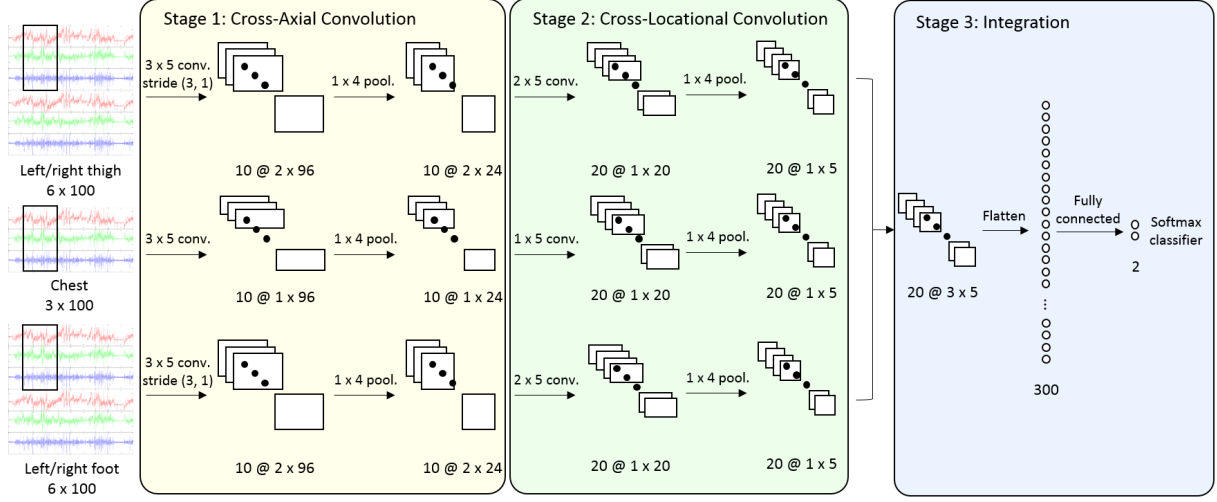 Stage 1: Cross-Axial Convolution
Stage 2: Cross-Locational Convolution
Stage 3: Integration
3 x 5 conv.
stride (3, 1)
1 x 4 pool.
2 x 5 conv.
1 x 4 pool.
Left/right thigh
6 x 100
10 @ 2 x 96
10 @ 2 x 24
20 @ 1 x 20
20 @ 1 x 5
3 x 5 conv.
1 x 4 pool.
1 x 5 conv.
1 x 4 pool.
Chest
3 x 100
10 @ 1 x 96
10 @ 1 x 24
20 @ 1 x 20
20 @ 1 x 5
3 x 5 conv.
stride (3, 1)
1 x 4 pool.
2 x 5 conv.
1 x 4 pool.
Left/right foot
6 x 100
10 @ 2 x 96
10 @ 2 x 24
20 @ 1 x 20
20 @ 1 x 5
20 @ 3 x 5
Flatten
300
Fully
connected
Softmax
classifier
2